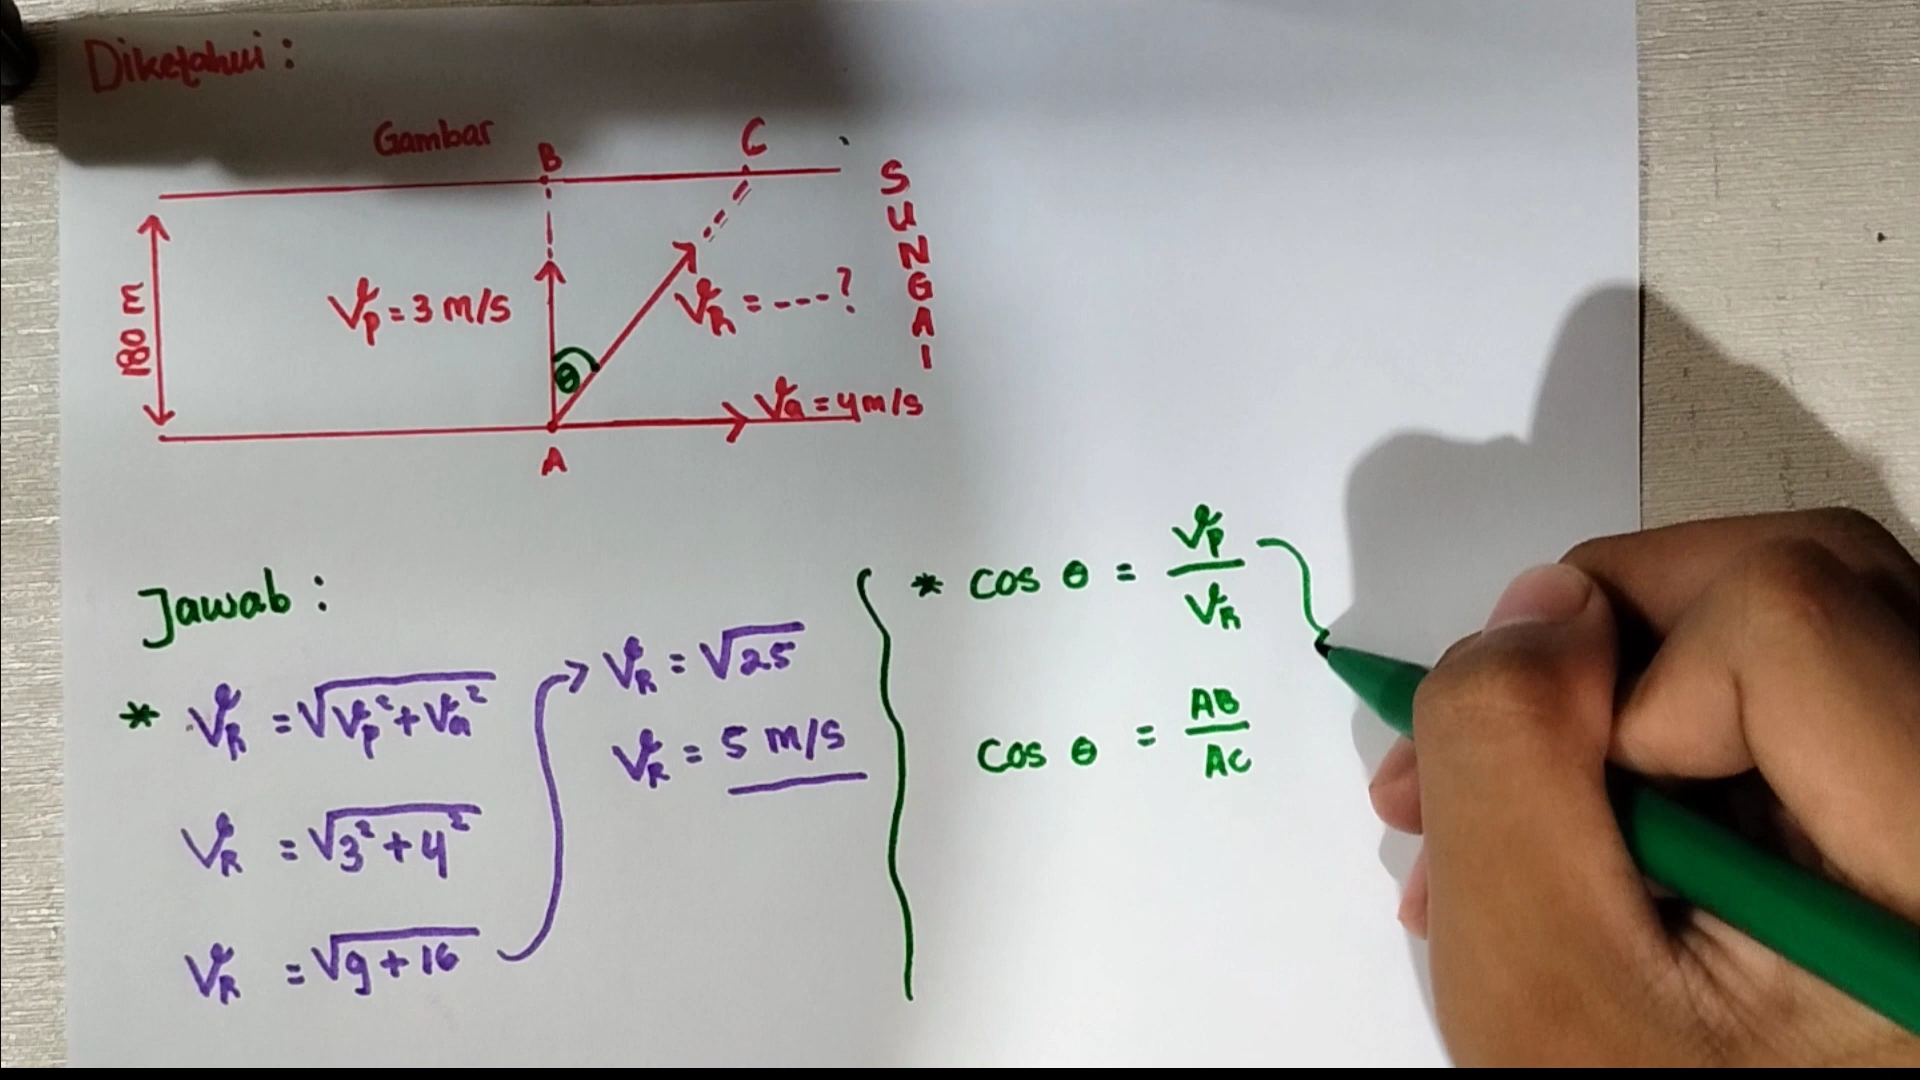 Diketahui:
Gambar
B
C
SUNGAI
180 m
Vp = 3 m/s
VR = ---?
θ
Va = 4 m/s
A
Jawab:
* VR = √Vp² + Va²
VR = √3² + 4²
VR = √9 + 16
VR = √25
VR = 5 m/s
* cos θ = Vp/VR
cos θ = AB/AC